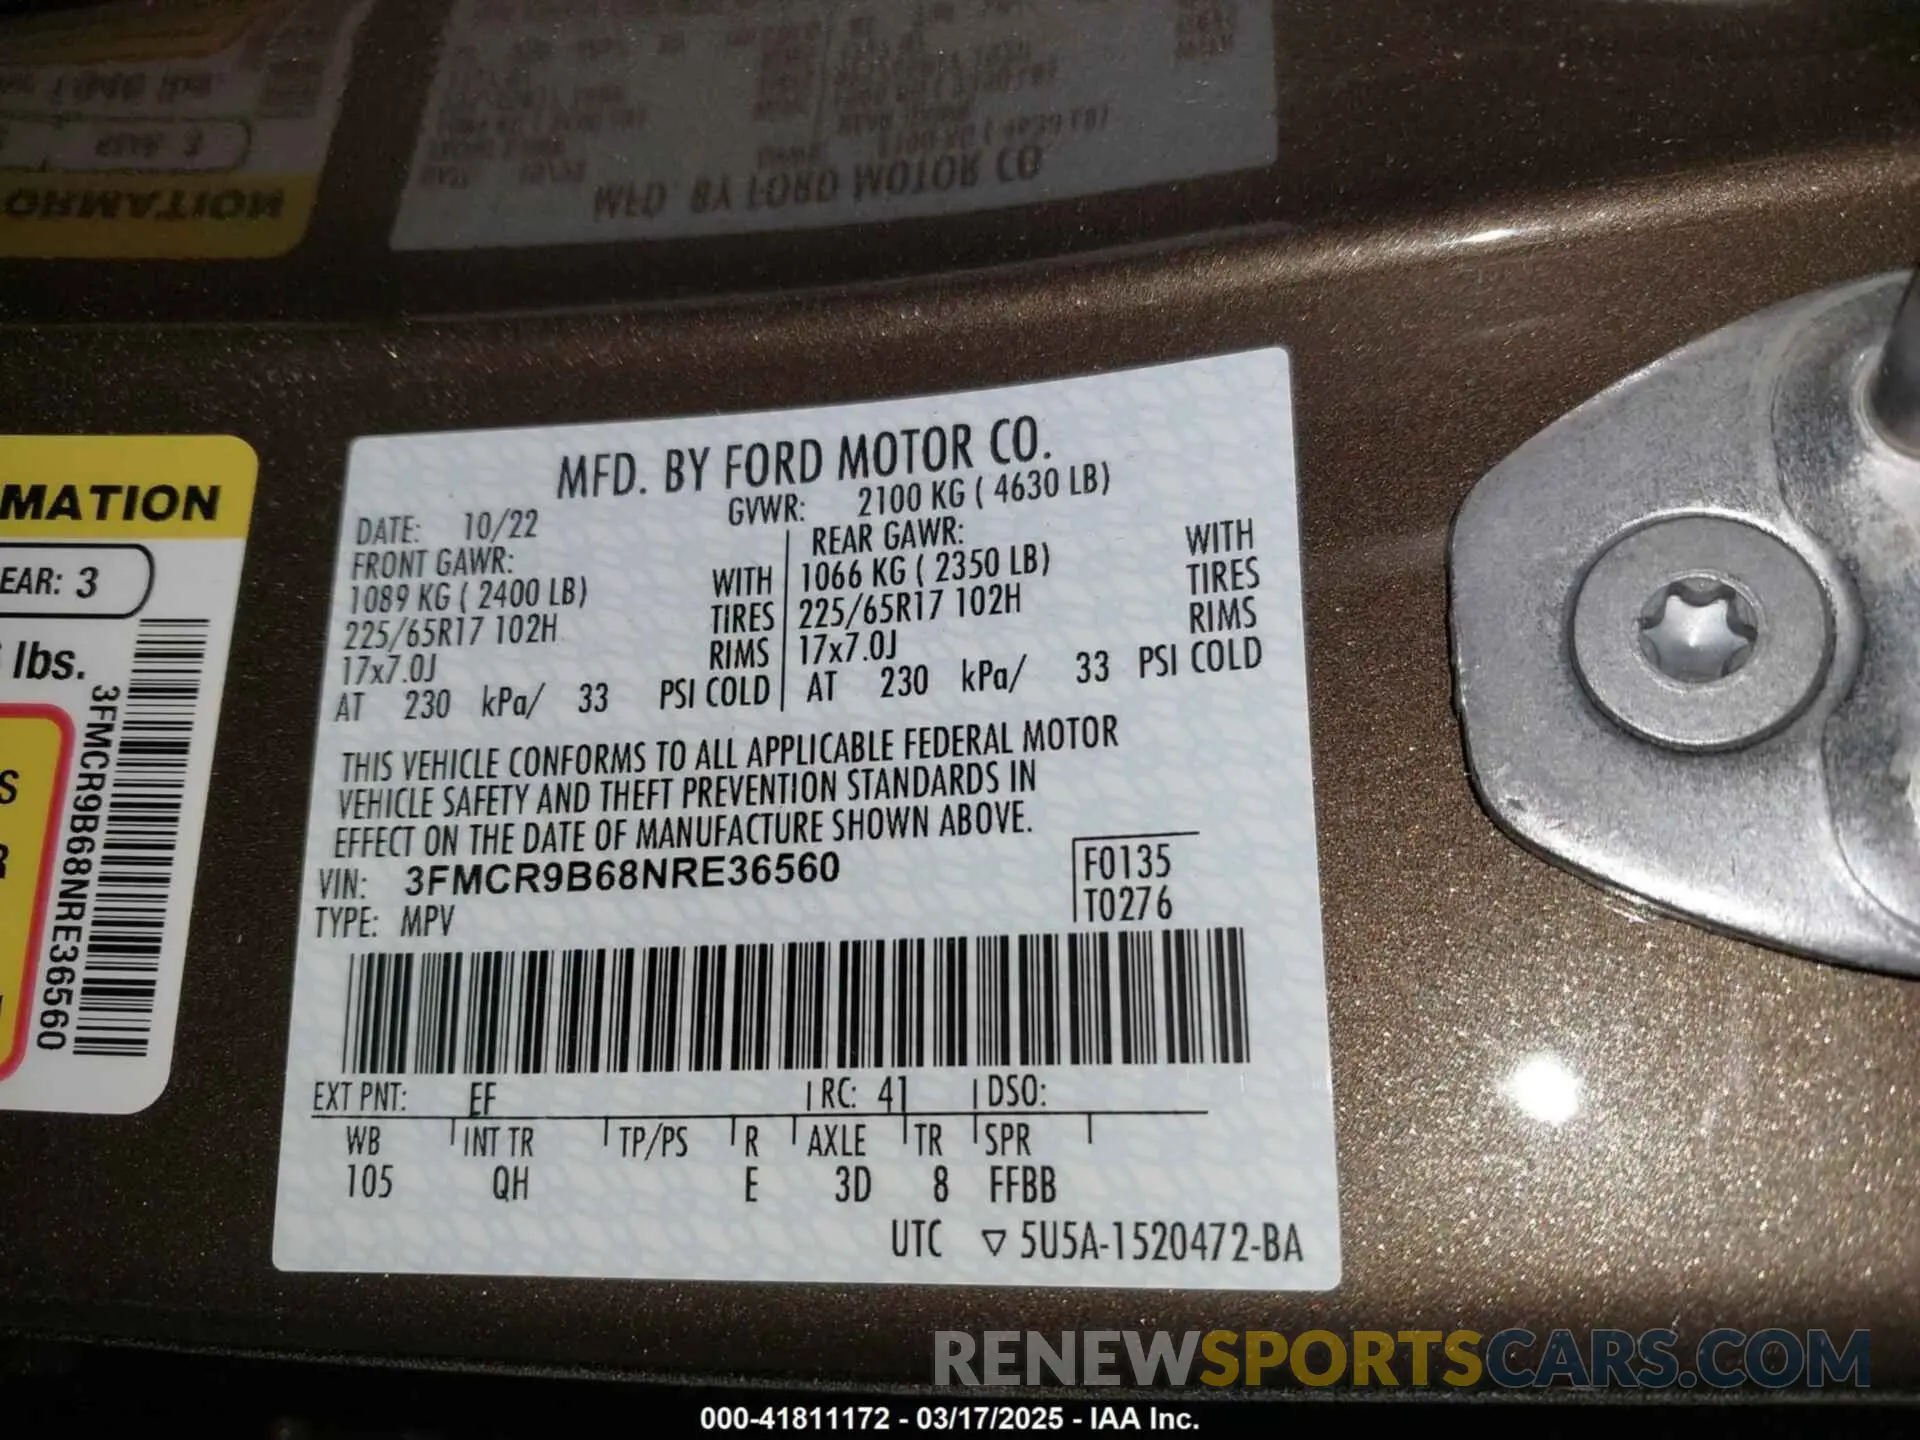 MFD. BY FORD MOTOR CO.
DATE: 10/22
GVWR: 2100 KG ( 4630 LB)
FRONT GAWR:
1089 KG ( 2400 LB) WITH
225/65R17 102H TIRES
17x7.0J RIMS
AT 230 kPa/ 33 PSI COLD
REAR GAWR: WITH
1066 KG ( 2350 LB) TIRES
225/65R17 102H RIMS
17x7.0J
AT 230 kPa/ 33 PSI COLD
THIS VEHICLE CONFORMS TO ALL APPLICABLE FEDERAL MOTOR
VEHICLE SAFETY AND THEFT PREVENTION STANDARDS IN
EFFECT ON THE DATE OF MANUFACTURE SHOWN ABOVE.
VIN: 3FMCR9B68NRE36560
TYPE: MPV
F0135
T0276
EXT PNT: EF RC: 41 DSO:
WB INT TR TP/PS R AXLE TR SPR
105 QH E 3D 8 FFBB
UTC ▽ 5U5A-1520472-BA
MATION
EAR: 3
lbs.
3FMCR9B68NRE36560
S
R
RENEWSPORTSCARS.COM
000-41811172 - 03/17/2025 - IAA Inc.